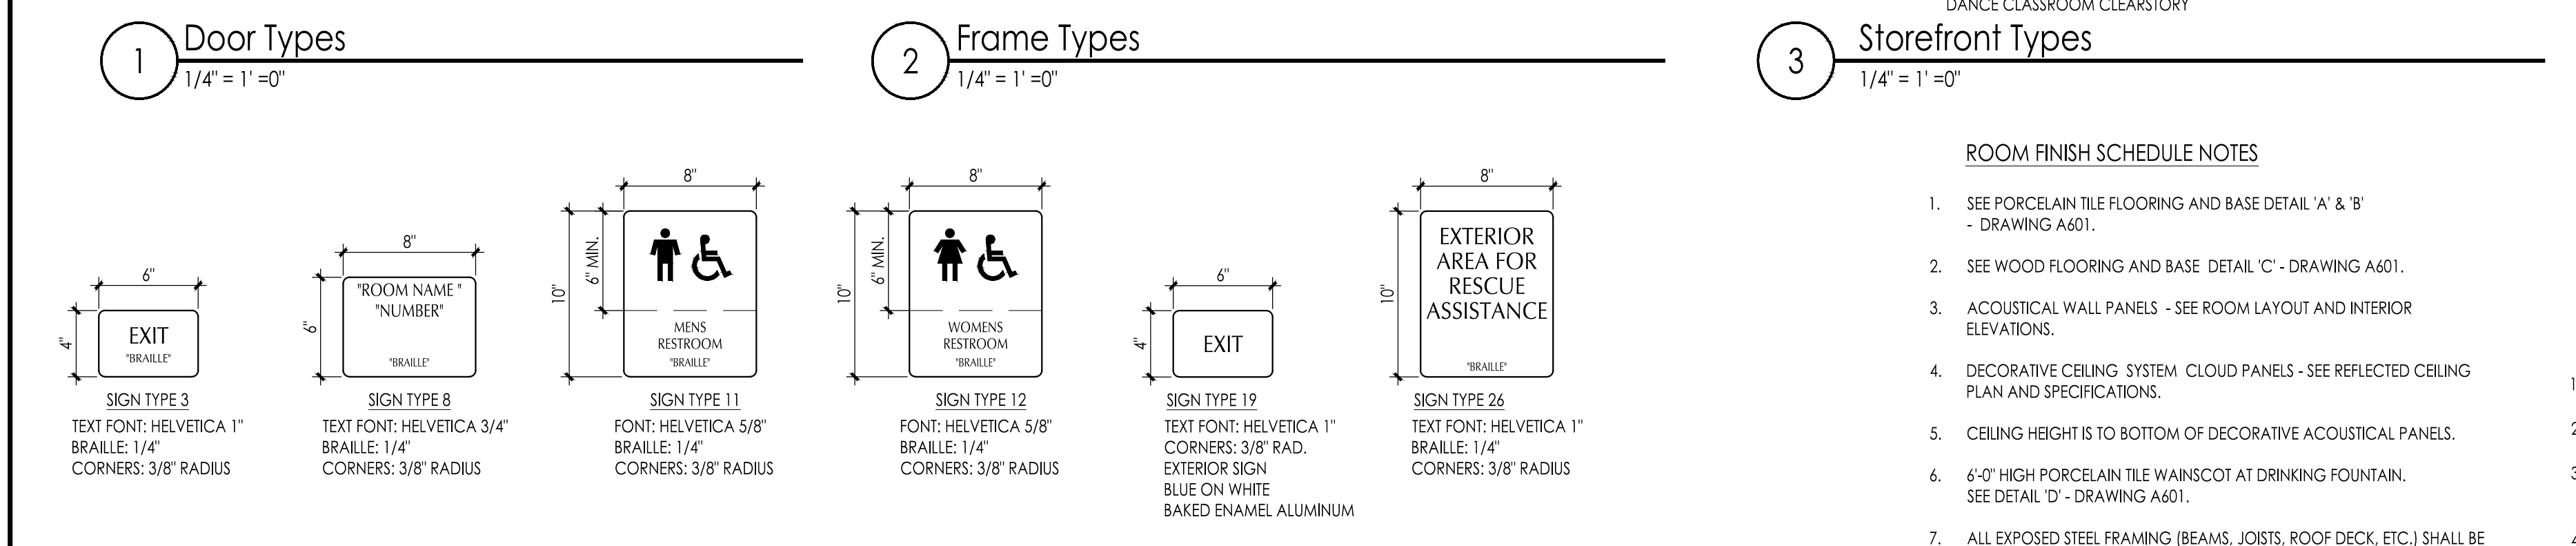 DANCE CLASSROOM CLEARSTORY
1
Door Types
1/4" = 1' =0"
2
Frame Types
1/4" = 1' =0"
3
Storefront Types
1/4" = 1' =0"
6"
4"
EXIT
"BRAILLE"
SIGN TYPE 3
TEXT FONT: HELVETICA 1"
BRAILLE: 1/4"
CORNERS: 3/8" RADIUS
8"
6"
"ROOM NAME "
"NUMBER"
"BRAILLE"
SIGN TYPE 8
TEXT FONT: HELVETICA 3/4"
BRAILLE: 1/4"
CORNERS: 3/8" RADIUS
8"
10"
6" MIN.
MENS
RESTROOM
"BRAILLE"
SIGN TYPE 11
FONT: HELVETICA 5/8"
BRAILLE: 1/4"
CORNERS: 3/8" RADIUS
8"
10"
6" MIN.
WOMENS
RESTROOM
"BRAILLE"
SIGN TYPE 12
FONT: HELVETICA 5/8"
BRAILLE: 1/4"
CORNERS: 3/8" RADIUS
6"
4"
EXIT
SIGN TYPE 19
TEXT FONT: HELVETICA 1"
CORNERS: 3/8" RAD.
EXTERIOR SIGN
BLUE ON WHITE
BAKED ENAMEL ALUMINUM
8"
10"
EXTERIOR
AREA FOR
RESCUE
ASSISTANCE
"BRAILLE"
SIGN TYPE 26
TEXT FONT: HELVETICA 1"
BRAILLE: 1/4"
CORNERS: 3/8" RADIUS
ROOM FINISH SCHEDULE NOTES
1. SEE PORCELAIN TILE FLOORING AND BASE DETAIL 'A' & 'B'
- DRAWING A601.
2. SEE WOOD FLOORING AND BASE DETAIL 'C' - DRAWING A601.
3. ACOUSTICAL WALL PANELS - SEE ROOM LAYOUT AND INTERIOR
ELEVATIONS.
4. DECORATIVE CEILING SYSTEM CLOUD PANELS - SEE REFLECTED CEILING
PLAN AND SPECIFICATIONS.
5. CEILING HEIGHT IS TO BOTTOM OF DECORATIVE ACOUSTICAL PANELS.
6. 6'-0" HIGH PORCELAIN TILE WAINSCOT AT DRINKING FOUNTAIN.
SEE DETAIL 'D' - DRAWING A601.
7. ALL EXPOSED STEEL FRAMING (BEAMS, JOISTS, ROOF DECK, ETC.) SHALL BE